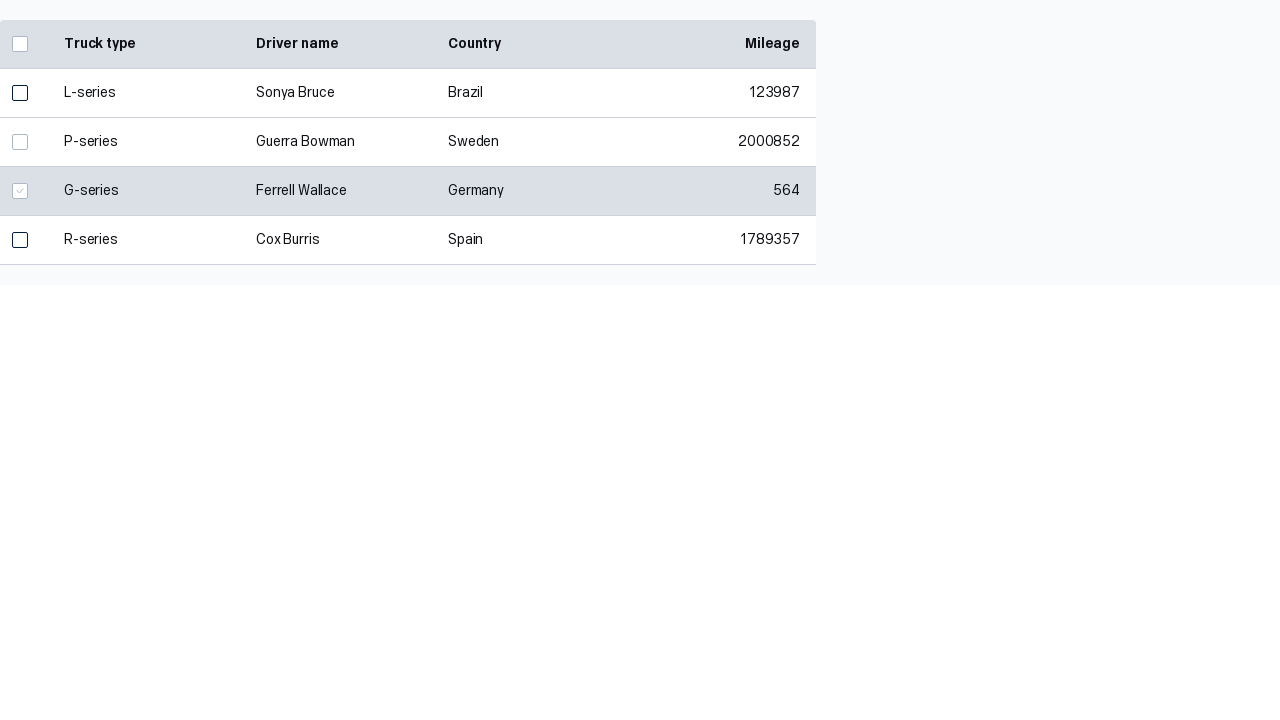 Truck type Driver name Country Mileage
L-series Sonya Bruce Brazil 123987
P-series Guerra Bowman Sweden 2000852
G-series Ferrell Wallace Germany 564
R-series Cox Burris Spain 1789357